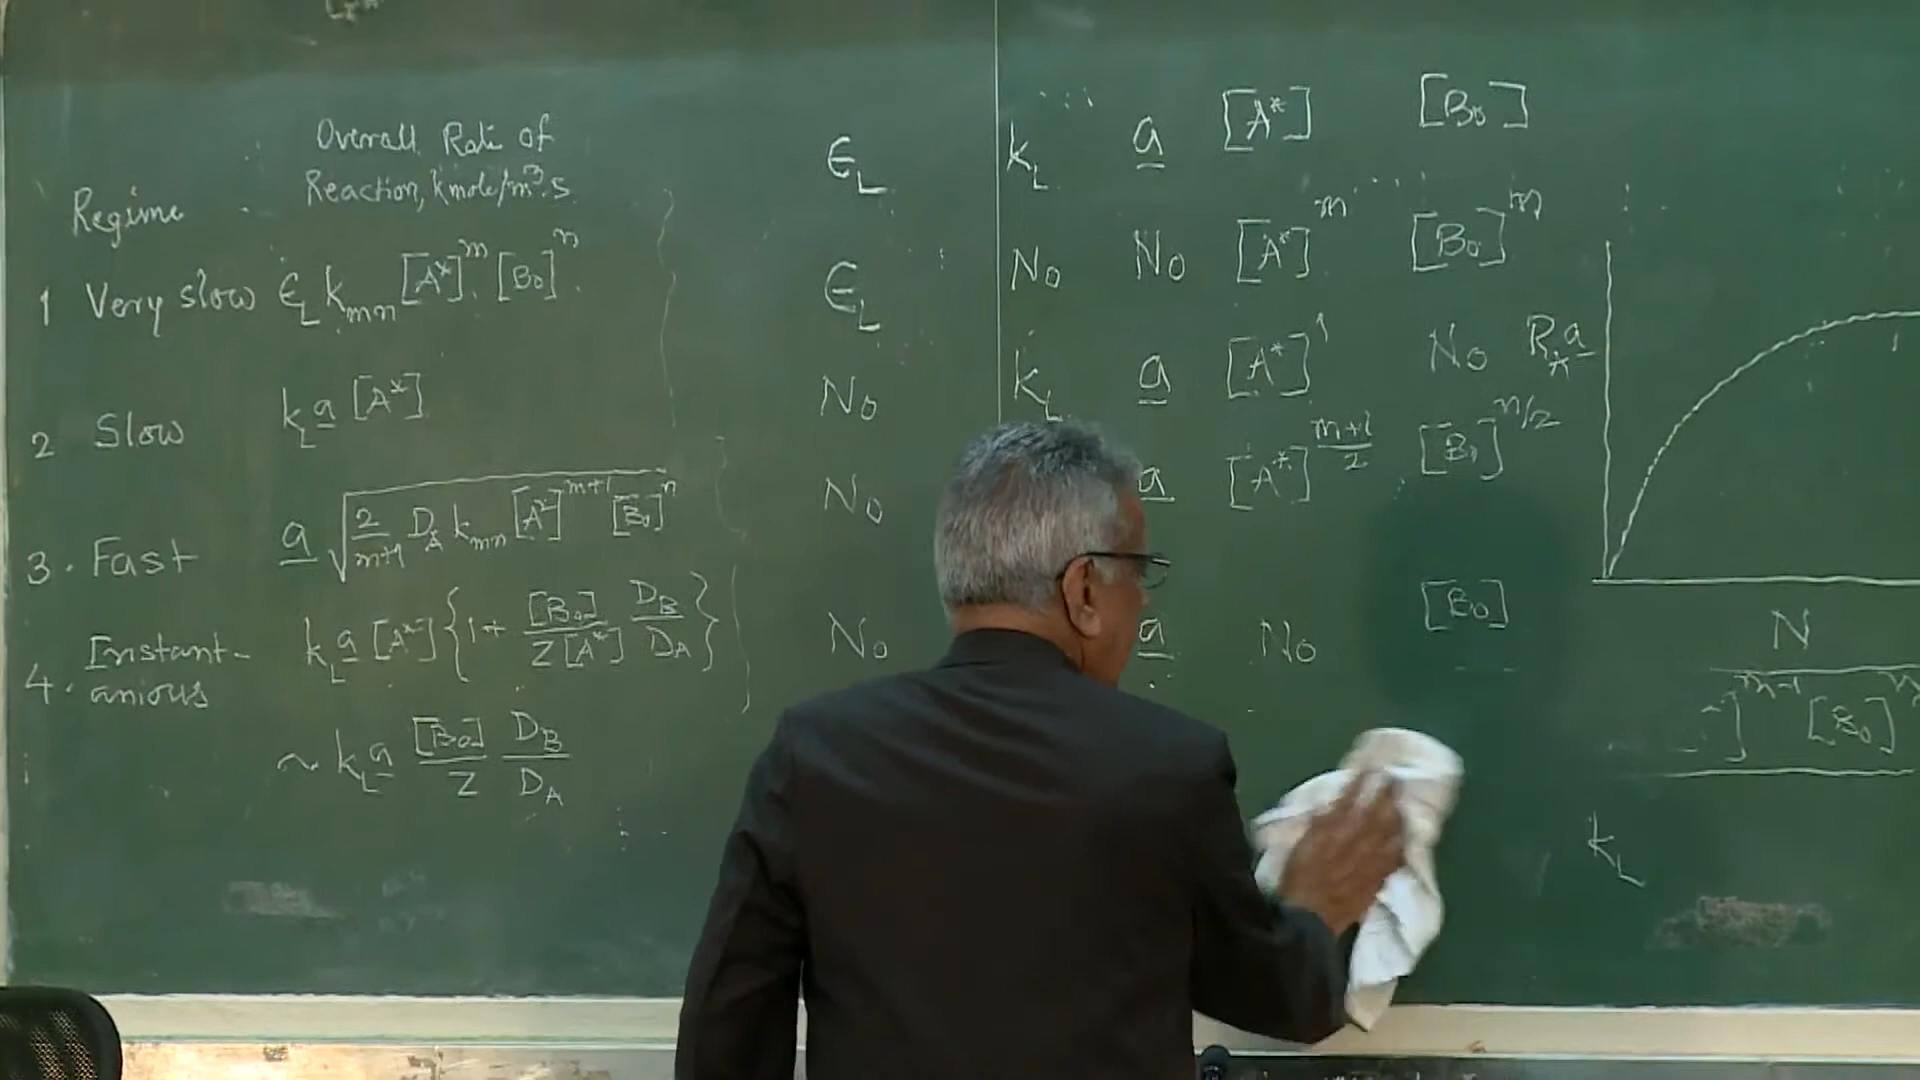 Regime Overall Rate of
Reaction, kmole/m³.s
ϵ_L k_L a [A*] [B₀]
1 Very slow ϵ_L k_mn [A*]^m [B₀]^n ϵ_L No No [A*]^m [B₀]^m
2 Slow k_L a [A*] No k_L a [A*]^1 No
3. Fast a √(2/(m+1) D_A k_mn [A*]^(m+1) [B₀]^n) No a [A*]^((m+1)/2) [B₀]^(n/2)
4. Instant-
anious k_L a [A*] {1 + [B₀]/(Z[A*]) D_B/D_A} No a No [B₀]
~ k_L a [B₀]/Z D_B/D_A
R_A a
N
]^(m-1) [B₀]^n
k_L